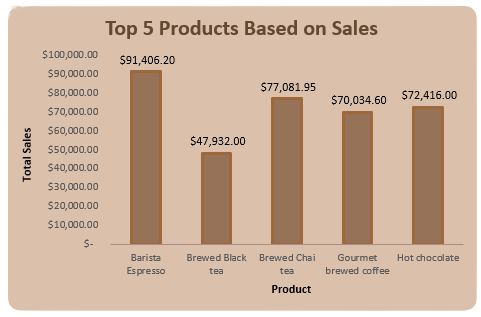 Top 5 Products Based on Sales
$100,000.00
$90,000.00
$80,000.00
$70,000.00
$60,000.00
$50,000.00
$40,000.00
$30,000.00
$20,000.00
$10,000.00
$-
Total Sales
$91,406.20
$47,932.00
$77,081.95
$70,034.60
$72,416.00
Barista
Espresso
Brewed Black
tea
Brewed Chai
tea
Gourmet
brewed coffee
Hot chocolate
Product